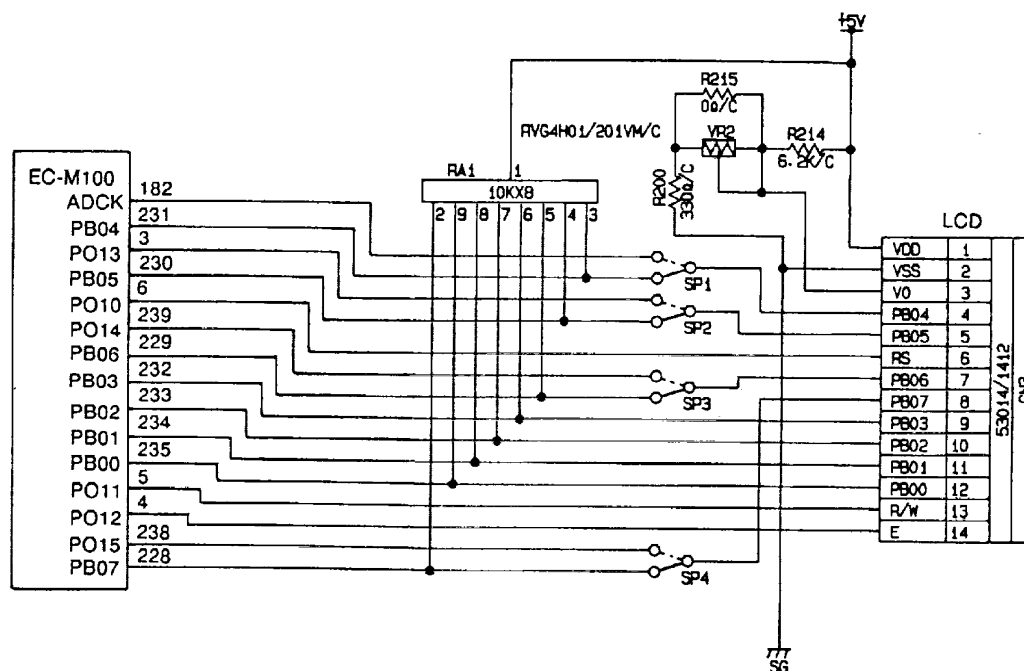 +5V
R215
0Ω/C
RVG4H01/201VM/C
VR2
R214
6.2K/C
R200
330Ω/C
RA1
1
10KX8
2 9 8 7 6 5 4 3
EC-M100
ADCK 182
PB04 231
PO13 3
PB05 230
PO10 6
PO14 239
PB06 229
PB03 232
PB02 233
PB01 234
PB00 235
PO11 5
PO12 4
PO15 238
PB07 228
SP1
SP2
SP3
SP4
LCD
VDD 1
VSS 2
VO 3
PB04 4
PB05 5
RS 6
PB06 7
PB07 8
PB03 9
PB02 10
PB01 11
PB00 12
R/W 13
E 14
53014/1412
SG